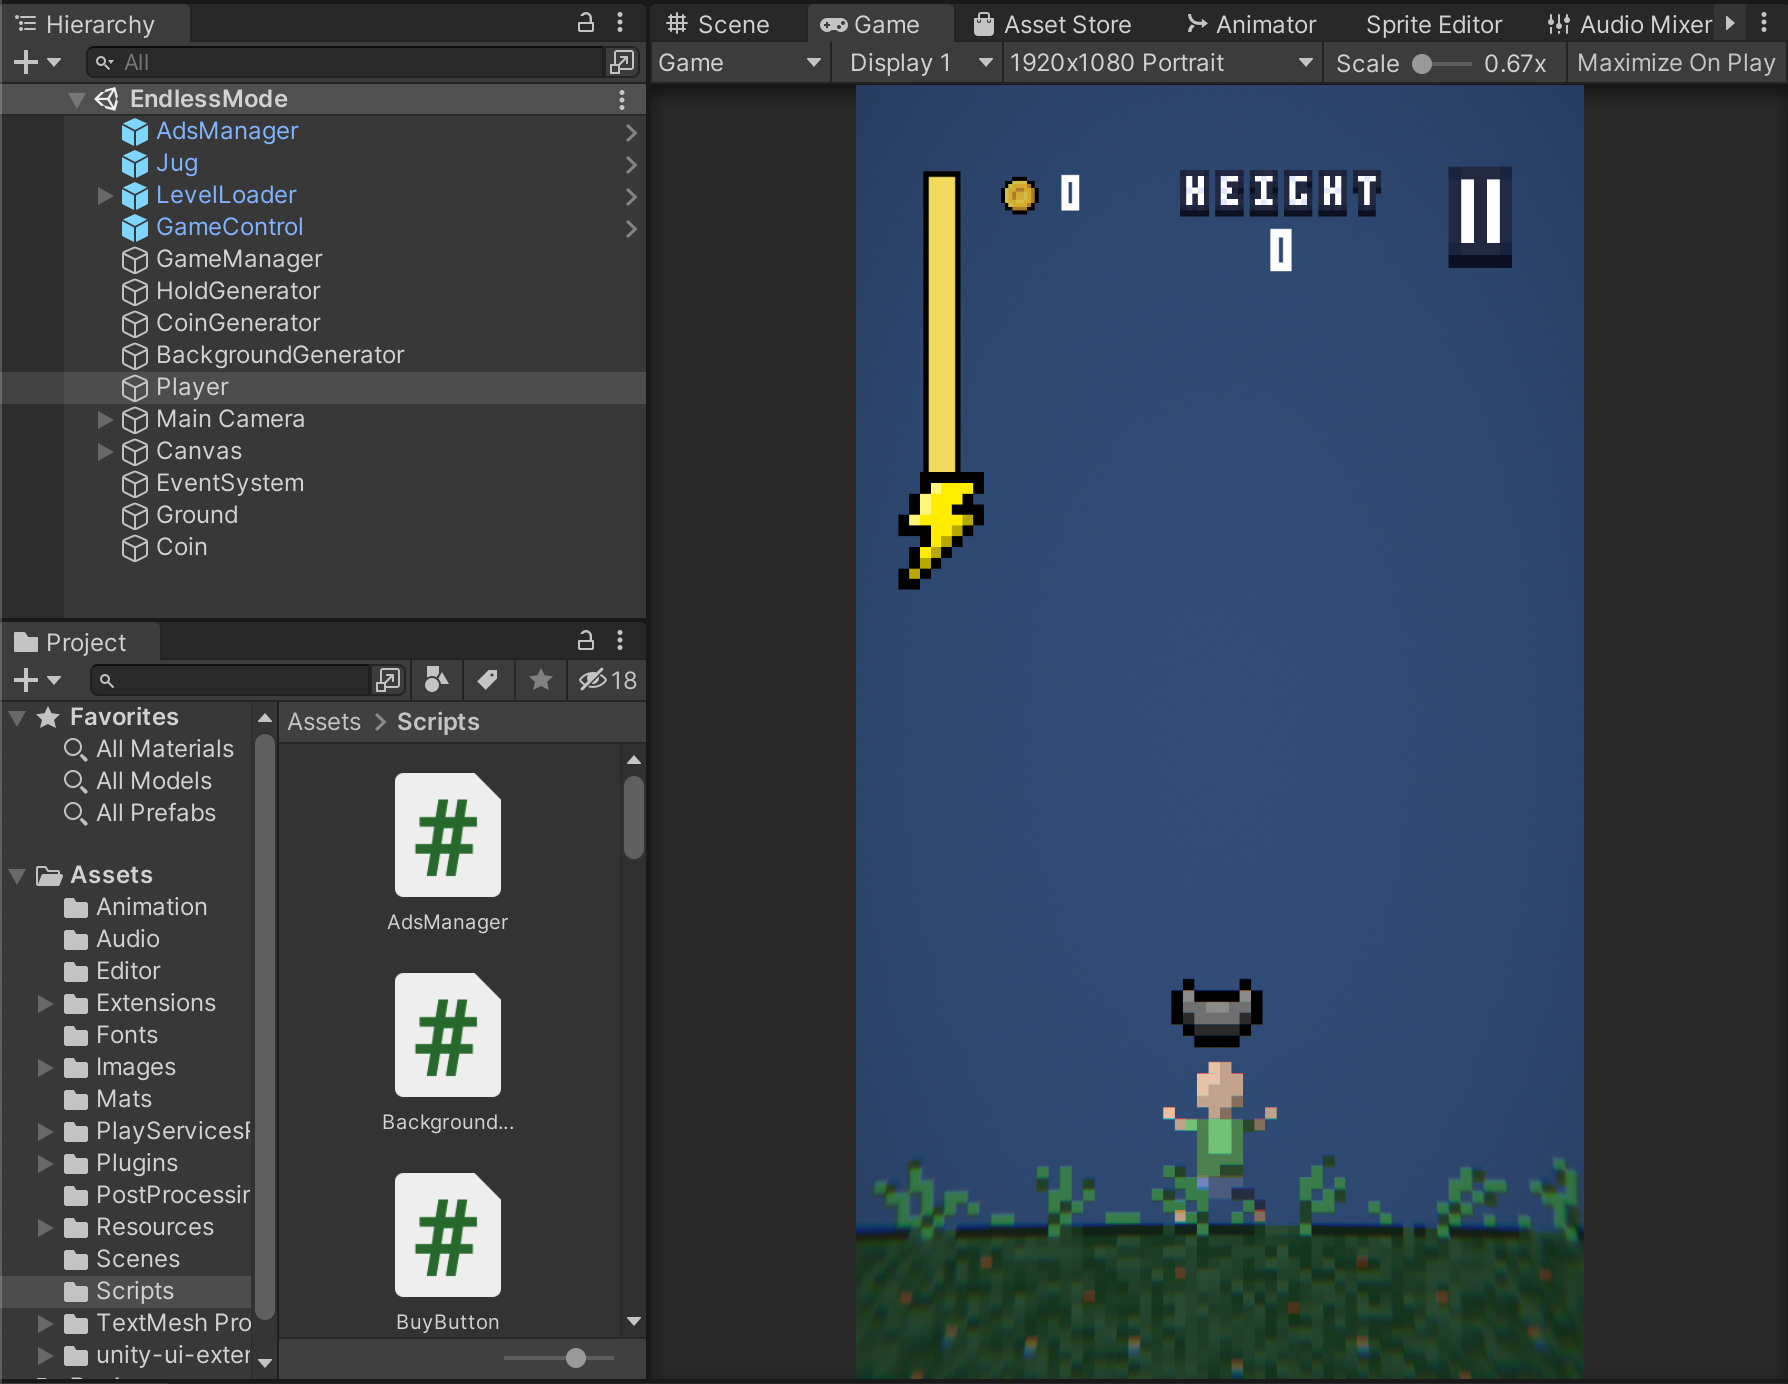 Hierarchy
All
EndlessMode
AdsManager
Jug
LevelLoader
GameControl
GameManager
HoldGenerator
CoinGenerator
BackgroundGenerator
Player
Main Camera
Canvas
EventSystem
Ground
Coin
Project
18
Favorites
All Materials
All Models
All Prefabs
Assets
Animation
Audio
Editor
Extensions
Fonts
Images
Mats
PlayServicesR
Plugins
PostProcessin
Resources
Scenes
Scripts
TextMesh Pro
unity-ui-exter
Assets > Scripts
AdsManager
Background...
BuyButton
Scene Game Asset Store Animator Sprite Editor Audio Mixer
Game Display 1 1920x1080 Portrait Scale 0.67x Maximize On Play
0 HEIGHT
0